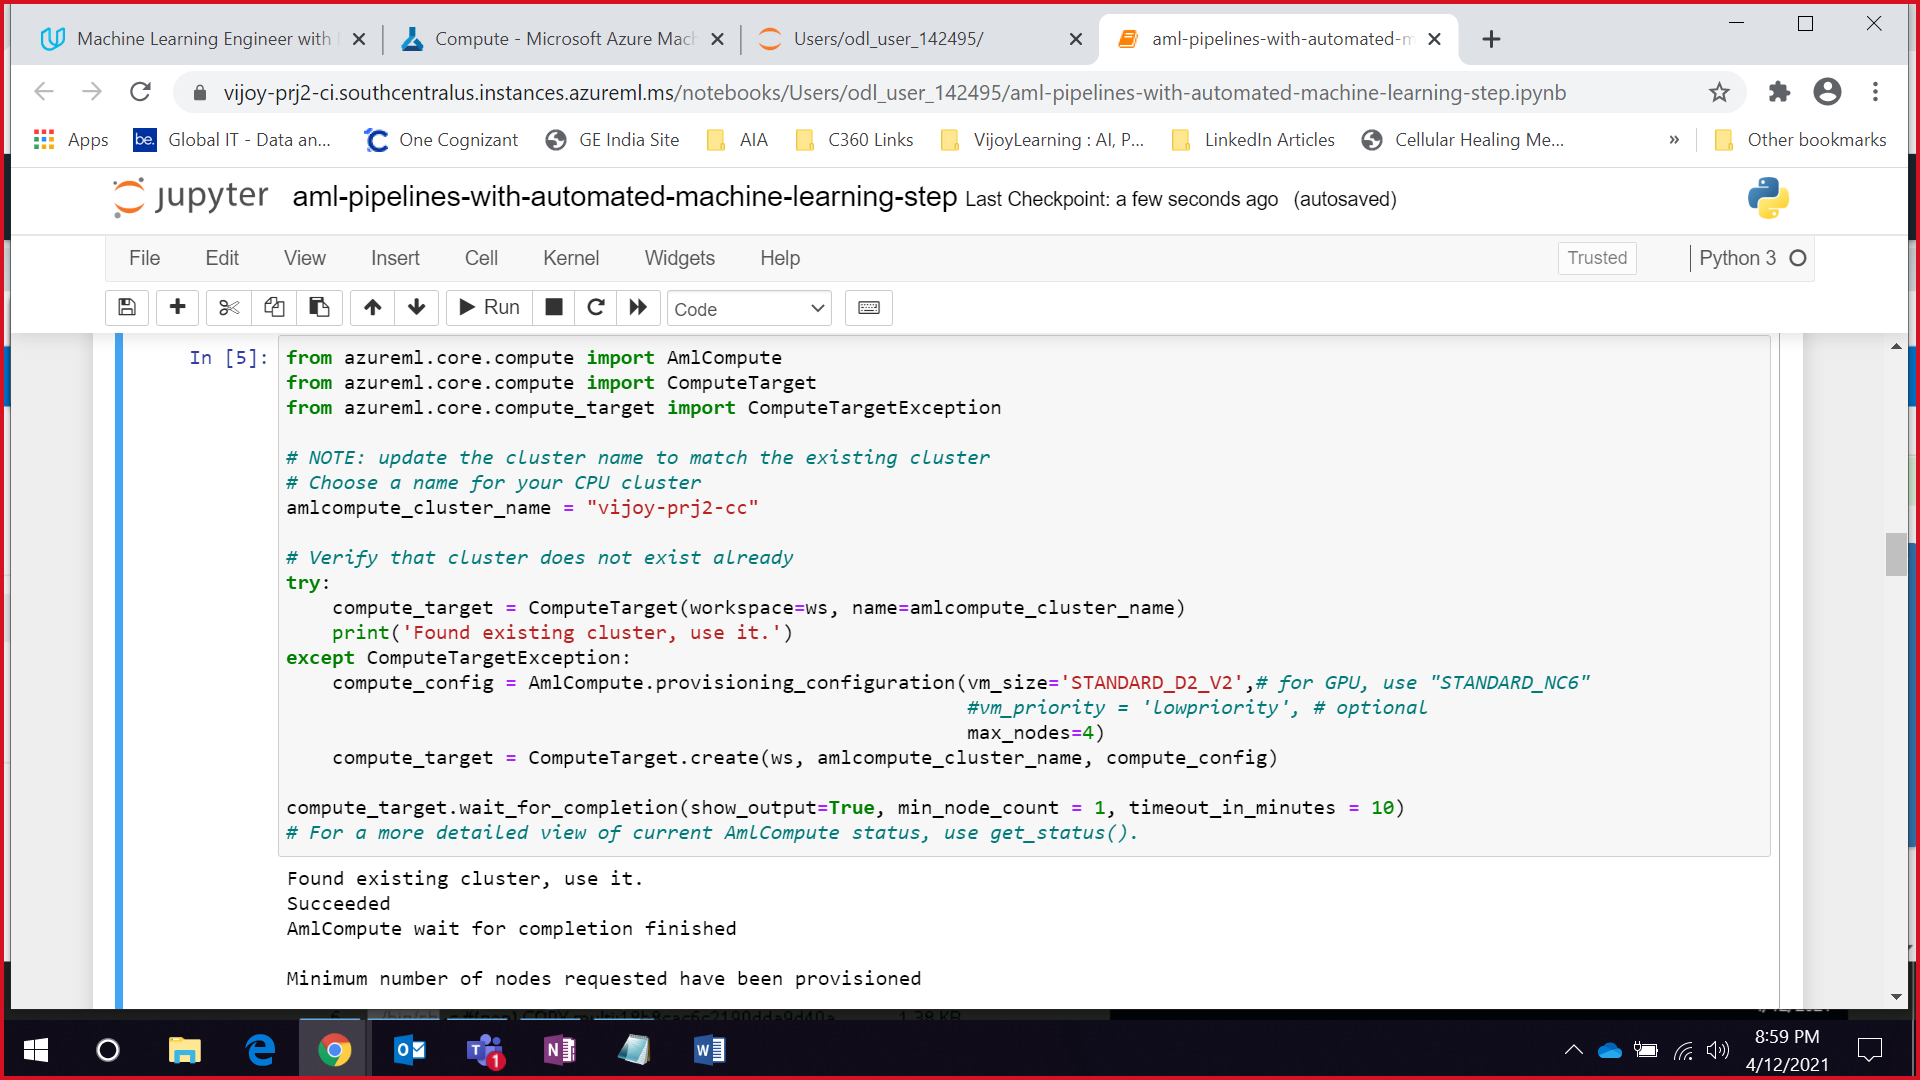 Machine Learning Engineer with
Compute - Microsoft Azure Mach
Users/odl_user_142495/
aml-pipelines-with-automated-m
vijoy-prj2-ci.southcentralus.instances.azureml.ms/notebooks/Users/odl_user_142495/aml-pipelines-with-automated-machine-learning-step.ipynb
Apps
be.
Global IT - Data an...
One Cognizant
GE India Site
AIA
C360 Links
VijoyLearning : AI, P...
LinkedIn Articles
Cellular Healing Me...
»
Other bookmarks
jupyter
aml-pipelines-with-automated-machine-learning-step Last Checkpoint: a few seconds ago (autosaved)
File Edit View Insert Cell Kernel Widgets Help
Trusted
Python 3
Run
Code
In [5]:
from azureml.core.compute import AmlCompute
from azureml.core.compute import ComputeTarget
from azureml.core.compute_target import ComputeTargetException
# NOTE: update the cluster name to match the existing cluster
# Choose a name for your CPU cluster
amlcompute_cluster_name = "vijoy-prj2-cc"
# Verify that cluster does not exist already
try:
    compute_target = ComputeTarget(workspace=ws, name=amlcompute_cluster_name)
    print('Found existing cluster, use it.')
except ComputeTargetException:
    compute_config = AmlCompute.provisioning_configuration(vm_size='STANDARD_D2_V2',# for GPU, use "STANDARD_NC6"
#vm_priority = 'lowpriority', # optional
max_nodes=4)
    compute_target = ComputeTarget.create(ws, amlcompute_cluster_name, compute_config)
compute_target.wait_for_completion(show_output=True, min_node_count = 1, timeout_in_minutes = 10)
# For a more detailed view of current AmlCompute status, use get_status().
Found existing cluster, use it.
Succeeded
AmlCompute wait for completion finished
Minimum number of nodes requested have been provisioned
1
8:59 PM
4/12/2021